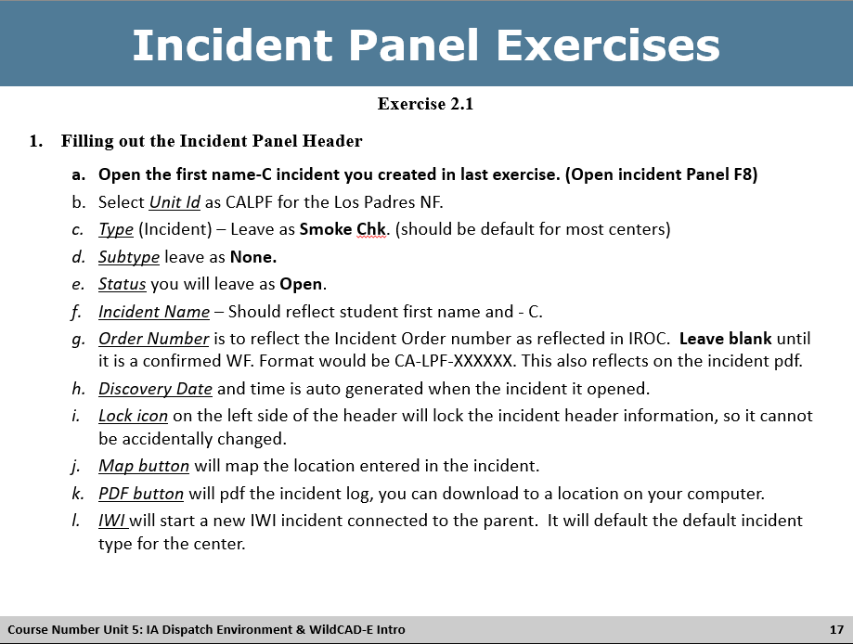 Incident Panel Exercises
Exercise 2.1
1. Filling out the Incident Panel Header
a. Open the first name-C incident you created in last exercise. (Open incident Panel F8)
b. Select Unit Id as CALPF for the Los Padres NF.
c. Type (Incident) – Leave as Smoke Chk. (should be default for most centers)
d. Subtype leave as None.
e. Status you will leave as Open.
f. Incident Name – Should reflect student first name and - C.
g. Order Number is to reflect the Incident Order number as reflected in IROC. Leave blank until
it is a confirmed WF. Format would be CA-LPF-XXXXXX. This also reflects on the incident pdf.
h. Discovery Date and time is auto generated when the incident it opened.
i. Lock icon on the left side of the header will lock the incident header information, so it cannot
be accidentally changed.
j. Map button will map the location entered in the incident.
k. PDF button will pdf the incident log, you can download to a location on your computer.
l. IWI will start a new IWI incident connected to the parent. It will default the default incident
type for the center.
Course Number Unit 5: IA Dispatch Environment & WildCAD-E Intro
17